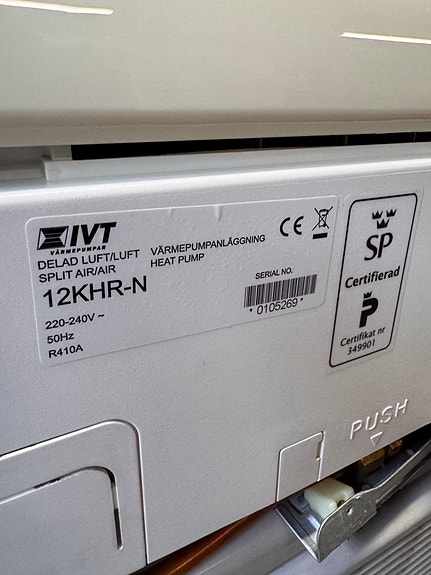 IVT
VÄRMEPUMPAR
DELAD LUFT/LUFT VÄRMEPUMPANLÄGGNING
SPLIT AIR/AIR HEAT PUMP
12KHR-N
SERIAL NO.
* 0105269 *
220-240V ~
50Hz
R410A
CE
SP
Certifierad
P
Certifikat nr
349901
PUSH